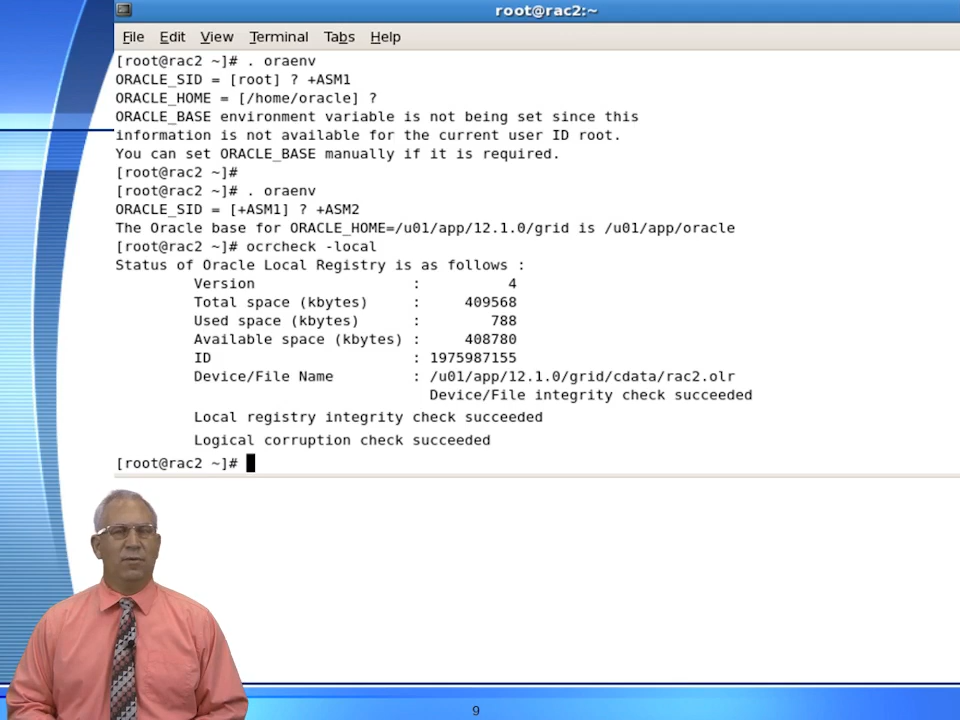 root@rac2:~
File Edit View Terminal Tabs Help
[root@rac2 ~]# . oraenv
ORACLE_SID = [root] ? +ASM1
ORACLE_HOME = [/home/oracle] ?
ORACLE_BASE environment variable is not being set since this
information is not available for the current user ID root.
You can set ORACLE_BASE manually if it is required.
[root@rac2 ~]#
[root@rac2 ~]# . oraenv
ORACLE_SID = [+ASM1] ? +ASM2
The Oracle base for ORACLE_HOME=/u01/app/12.1.0/grid is /u01/app/oracle
[root@rac2 ~]# ocrcheck -local
Status of Oracle Local Registry is as follows :
Version : 4
Total space (kbytes) : 409568
Used space (kbytes) : 788
Available space (kbytes) : 408780
ID : 1975987155
Device/File Name : /u01/app/12.1.0/grid/cdata/rac2.olr
Device/File integrity check succeeded
Local registry integrity check succeeded
Logical corruption check succeeded
[root@rac2 ~]#
9